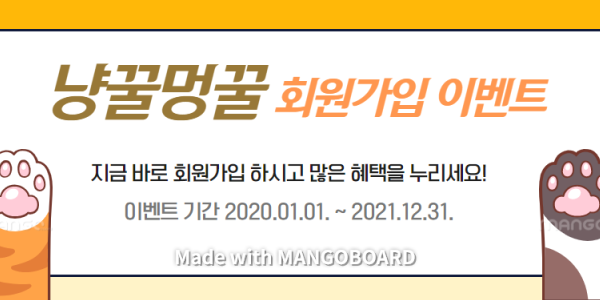 냥꿀멍꿀 회원가입 이벤트
지금 바로 회원가입 하시고 많은 혜택을 누리세요!
이벤트 기간 2020.01.01. ~ 2021.12.31.
Made with MANGOBOARD